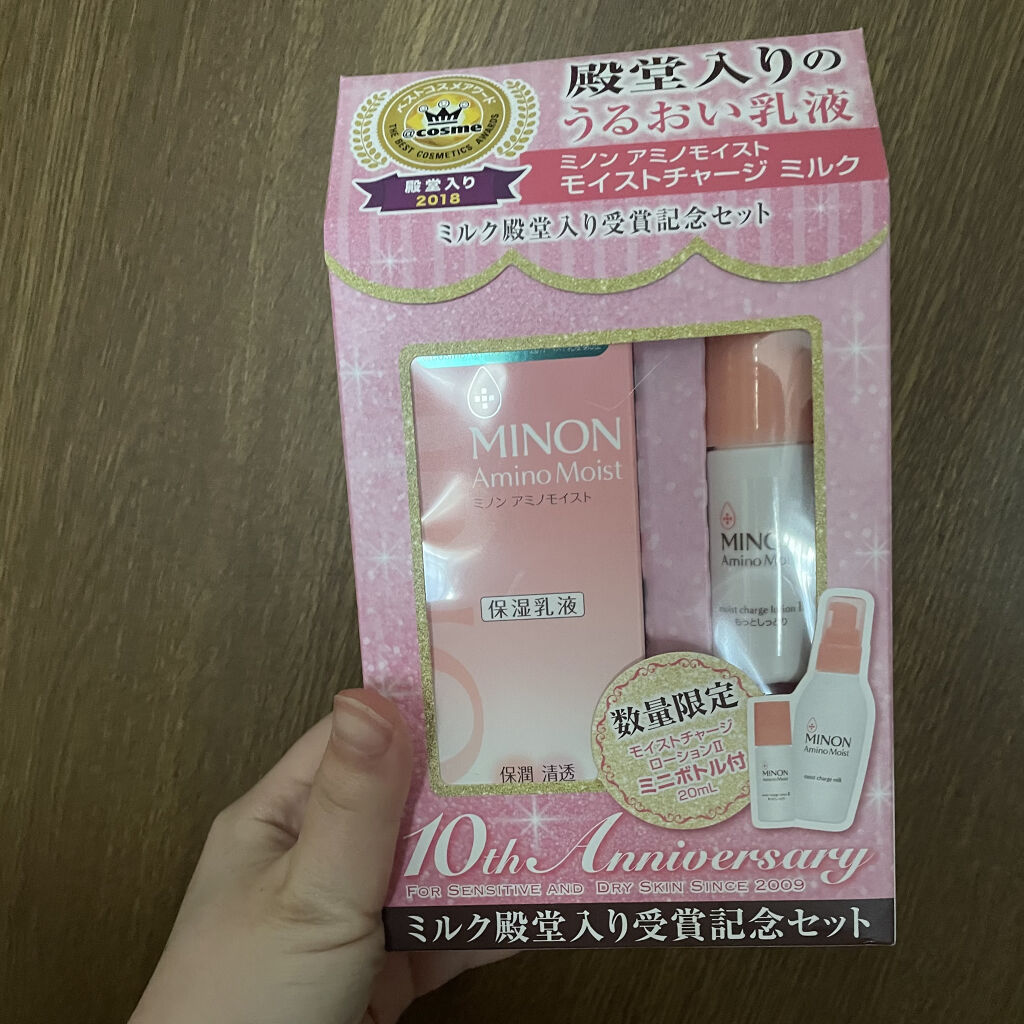 ベストコスメアワード
@cosme
THE BEST COSMETICS AWARDS
殿堂入り
2018
殿堂入りの
うるおい乳液
ミノン アミノモイスト
モイストチャージ ミルク
ミルク殿堂入り受賞記念セット
MINON
Amino Moist
ミノン アミノモイスト
保湿乳液
保潤 清透
MINO
Amino Moi
moist charge lotion II
もっとしっとり
数量限定
モイストチャージ
ローションII
ミニボトル付
20mL
MINON
Amino Moist
MINON
Amino Moist
moist charge milk
10th Anniversary
FOR SENSITIVE AND DRY SKIN SINCE 2009
ミルク殿堂入り受賞記念セット